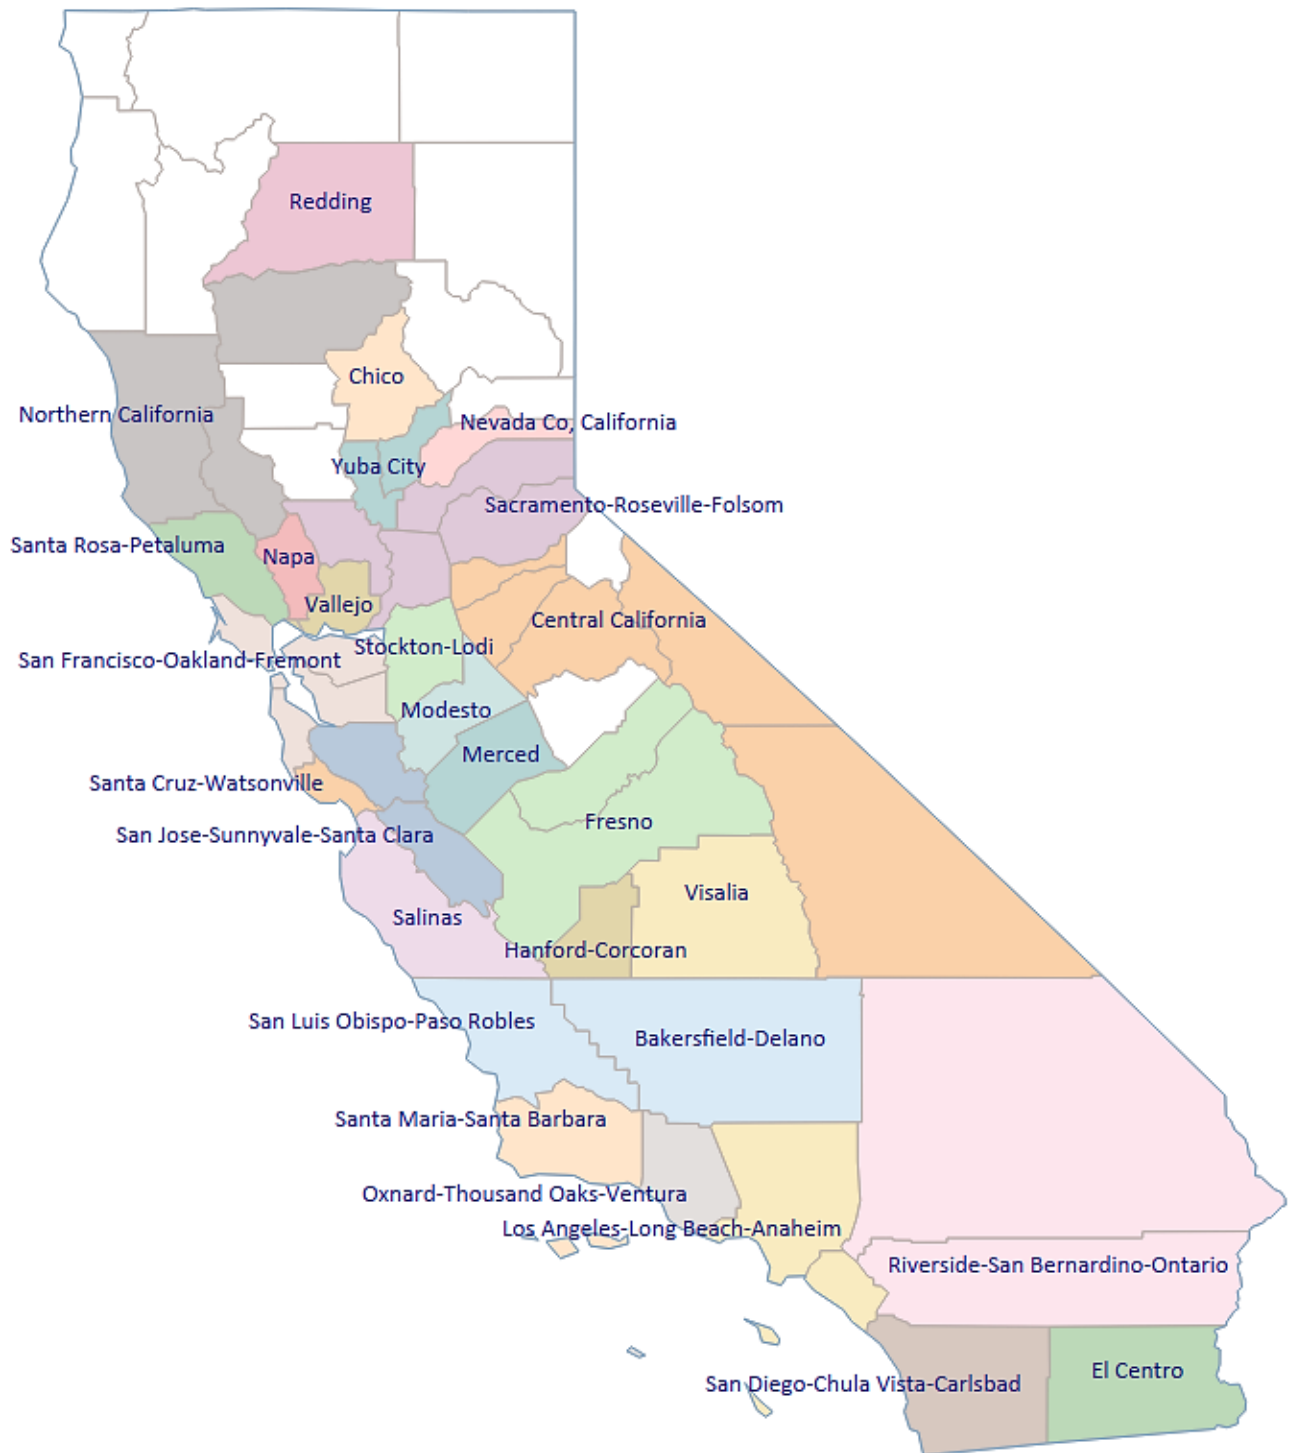 Redding
Chico
Northern California
Nevada Co, California
Yuba City
Sacramento-Roseville-Folsom
Santa Rosa-Petaluma
Napa
Vallejo
Central California
Stockton-Lodi
San Francisco-Oakland-Fremont
Modesto
Merced
Santa Cruz-Watsonville
Fresno
San Jose-Sunnyvale-Santa Clara
Visalia
Salinas
Hanford-Corcoran
San Luis Obispo-Paso Robles
Bakersfield-Delano
Santa Maria-Santa Barbara
Oxnard-Thousand Oaks-Ventura
Los Angeles-Long Beach-Anaheim
Riverside-San Bernardino-Ontario
El Centro
San Diego-Chula Vista-Carlsbad